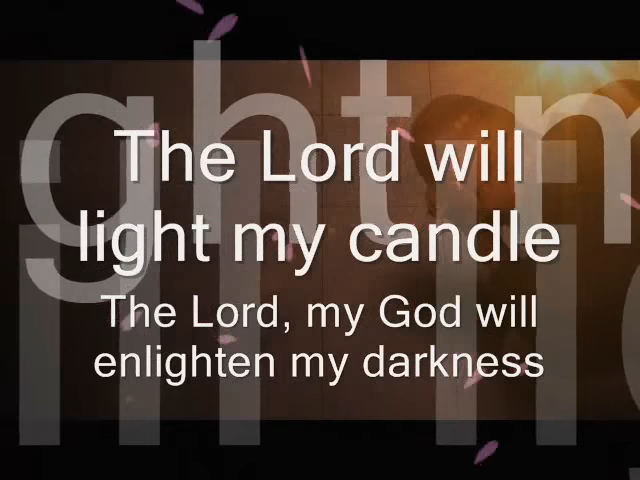 The Lord will
light my candle
The Lord, my God will
enlighten my darkness